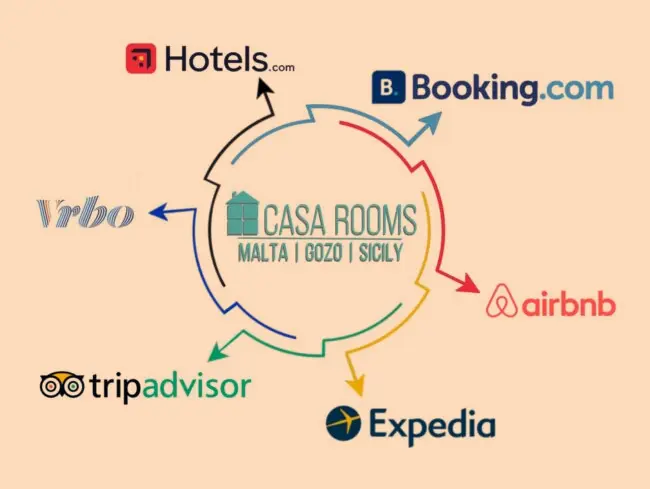 Hotels.com
B. Booking.com
Vrbo
CASA ROOMS
MALTA | GOZO | SICILY
airbnb
tripadvisor
Expedia